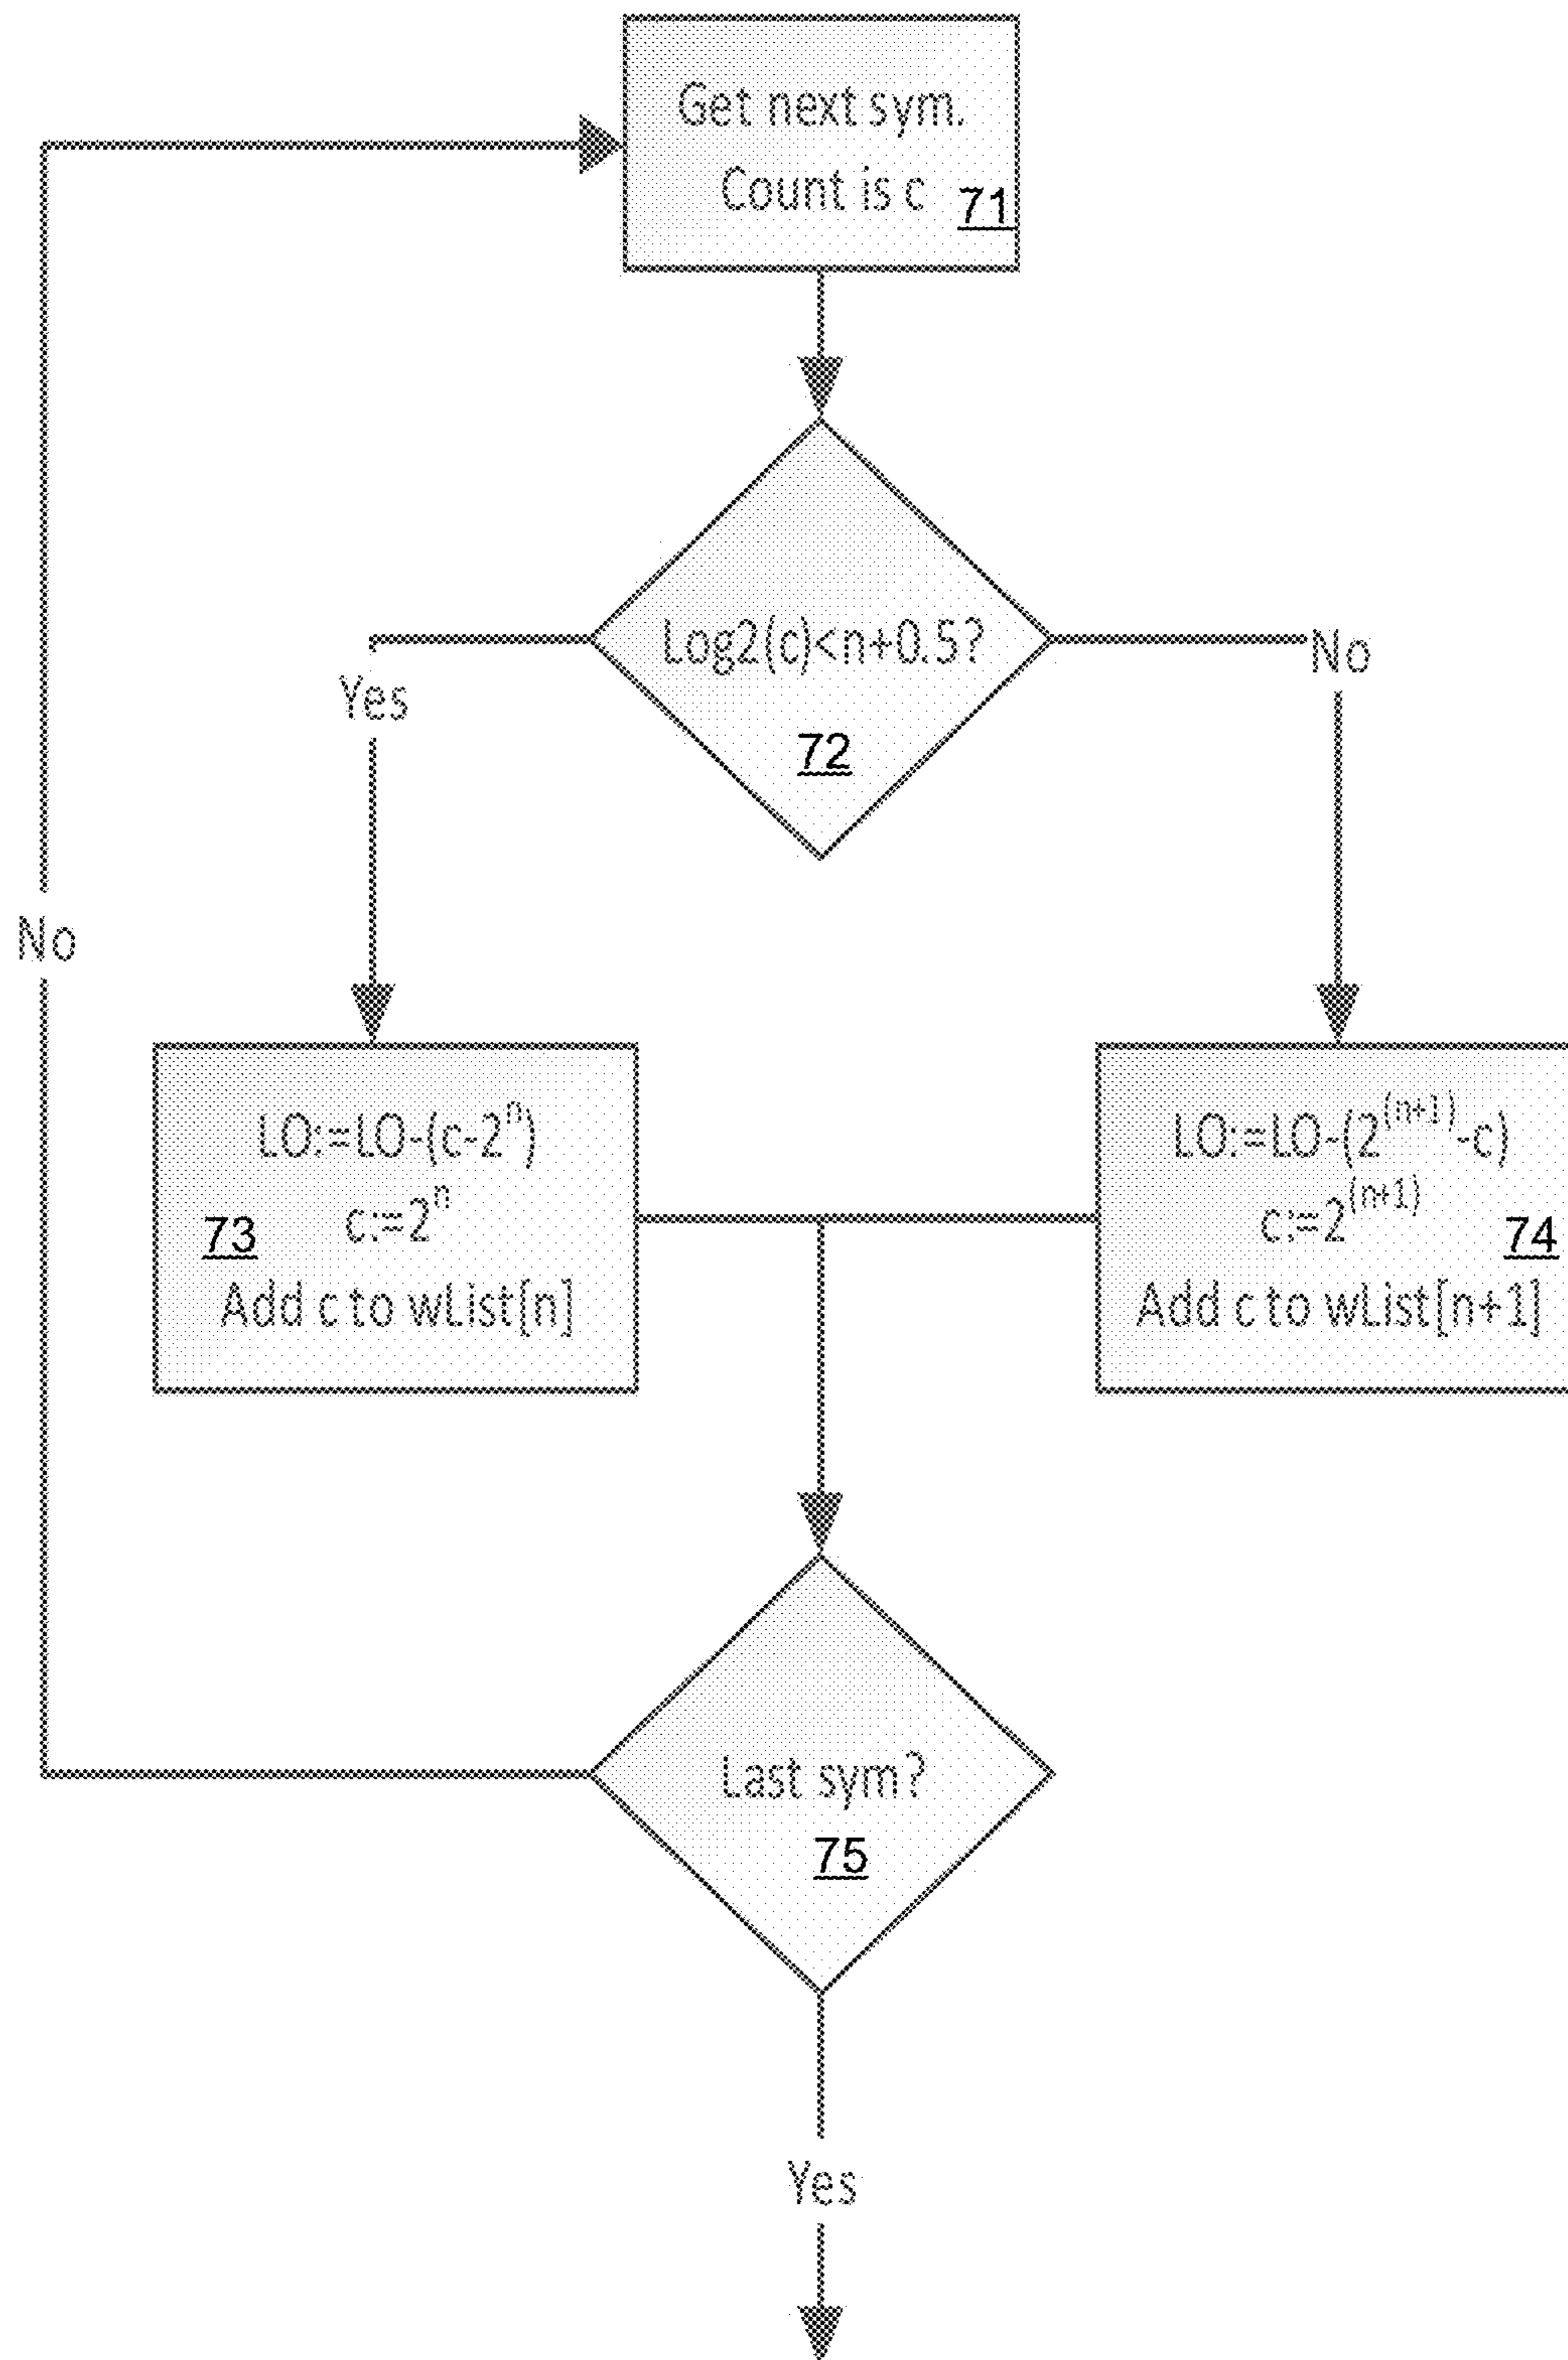 Get next sym.
Count is c
71
Log2(c)<n+0.5?
72
Yes
No
No
LO:=LO-(c-2^n)
c:=2^n
73
Add c to wList[n]
LO:=LO-(2^(n+1)-c)
c:=2^(n+1)
74
Add c to wList[n+1]
Last sym?
75
Yes